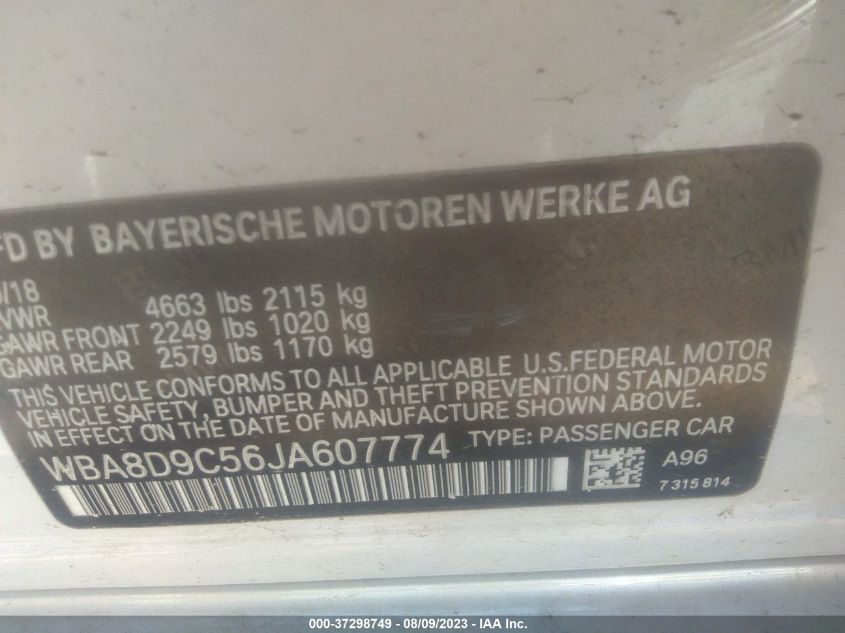 FD BY BAYERISCHE MOTOREN WERKE AG
/18
VWR 4663 lbs 2115 kg
GAWR FRONT 2249 lbs 1020 kg
GAWR REAR 2579 lbs 1170 kg
THIS VEHICLE CONFORMS TO ALL APPLICABLE U.S.FEDERAL MOTOR
VEHICLE SAFETY, BUMPER AND THEFT PREVENTION STANDARDS
IN EFFECT ON THE DATE OF MANUFACTURE SHOWN ABOVE.
WBA8D9C56JA607774 TYPE: PASSENGER CAR
A96
7 315 814
000-37298749 - 08/09/2023 - IAA Inc.